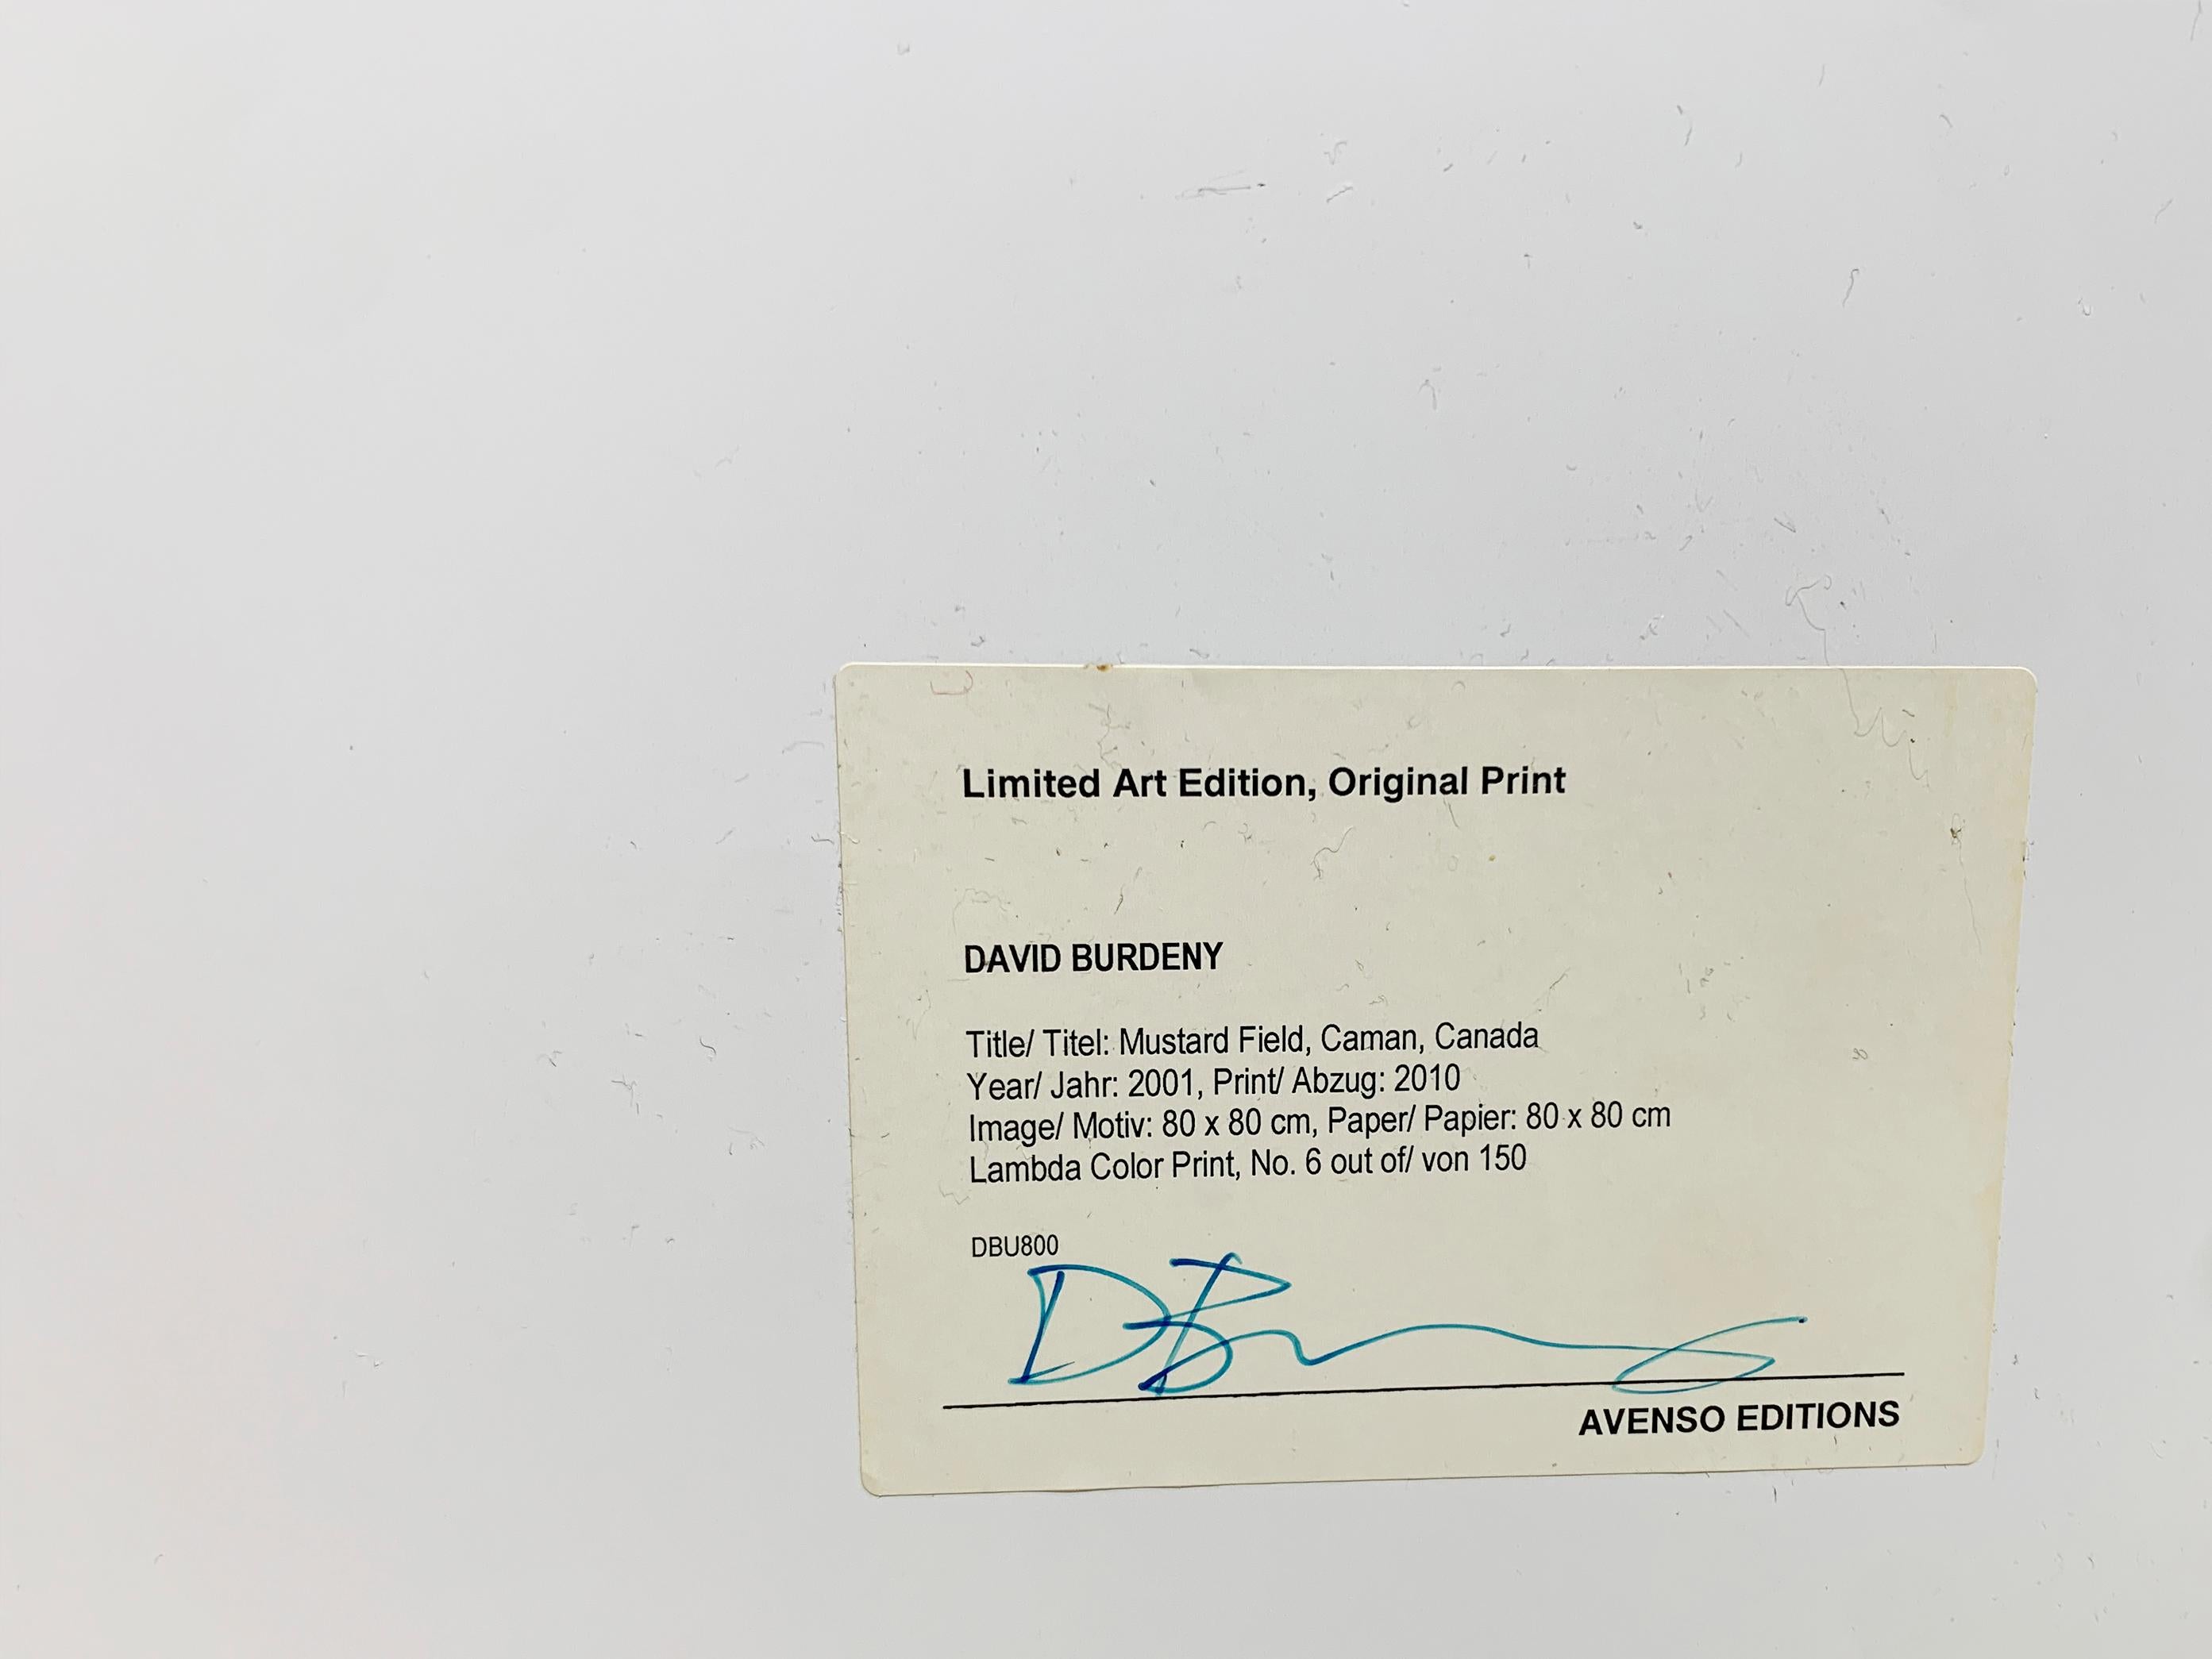 Limited Art Edition, Original Print
DAVID BURDENY
Title/ Titel: Mustard Field, Caman, Canada
Year/ Jahr: 2001, Print/ Abzug: 2010
Image/ Motiv: 80 x 80 cm, Paper/ Papier: 80 x 80 cm
Lambda Color Print, No. 6 out of/ von 150
DBU800
AVENSO EDITIONS